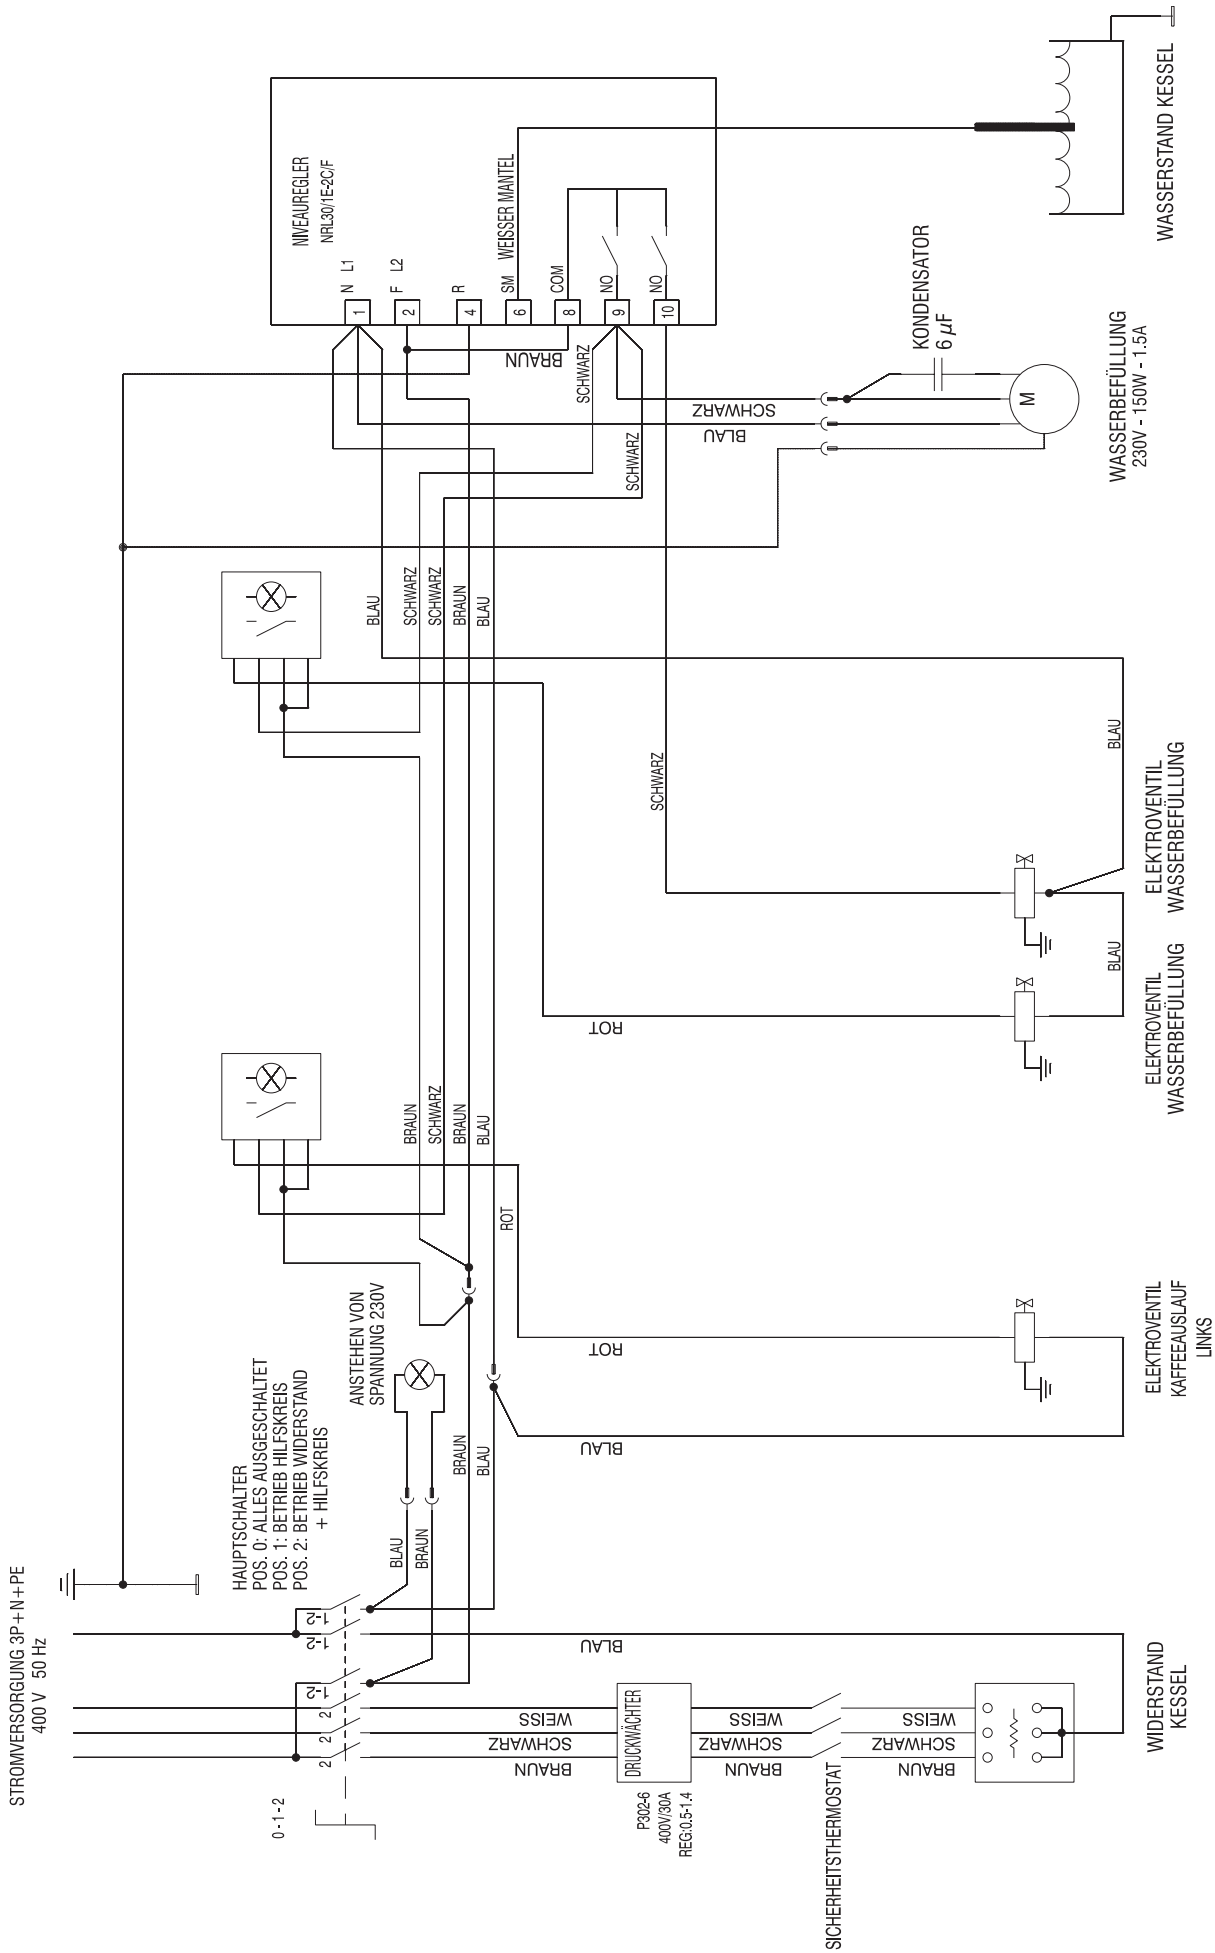 STROMVERSORGUNG 3P+N+PE
400 V 50 Hz
0 - 1 - 2
2
2
2
1-2
1-2
1-2
HAUPTSCHALTER
POS. 0: ALLES AUSGESCHALTET
POS. 1: BETRIEB HILFSKREIS
POS. 2: BETRIEB WIDERSTAND
+ HILFSKREIS
BLAU
BRAUN
ANSTEHEN VON
SPANNUNG 230V
BRAUN
BLAU
BRAUN
SCHWARZ
WEISS
BLAU
P302-6
400V/30A
REG:0.5-1.4
DRUCKWÄCHTER
BRAUN
SCHWARZ
WEISS
SICHERHEITSTHERMOSTAT
BRAUN
SCHWARZ
WEISS
WIDERSTAND
KESSEL
BLAU
ROT
ROT
ELEKTROVENTIL
KAFFEEAUSLAUF
LINKS
BRAUN
SCHWARZ
BRAUN
BLAU
ROT
ELEKTROVENTIL
WASSERBEFÜLLUNG
BLAU
ELEKTROVENTIL
WASSERBEFÜLLUNG
BLAU
SCHWARZ
BLAU
SCHWARZ
SCHWARZ
BRAUN
BLAU
SCHWARZ
SCHWARZ
BRAUN
BLAU
SCHWARZ
NIVEAUREGLER
NRL30/1E-2C/F
1 N L1
2 F L2
4 R
6 SM WEISSER MANTEL
8 COM
9 NO
10 NO
KONDENSATOR
6 µF
M
WASSERBEFÜLLUNG
230V - 150W - 1.5A
WASSERSTAND KESSEL